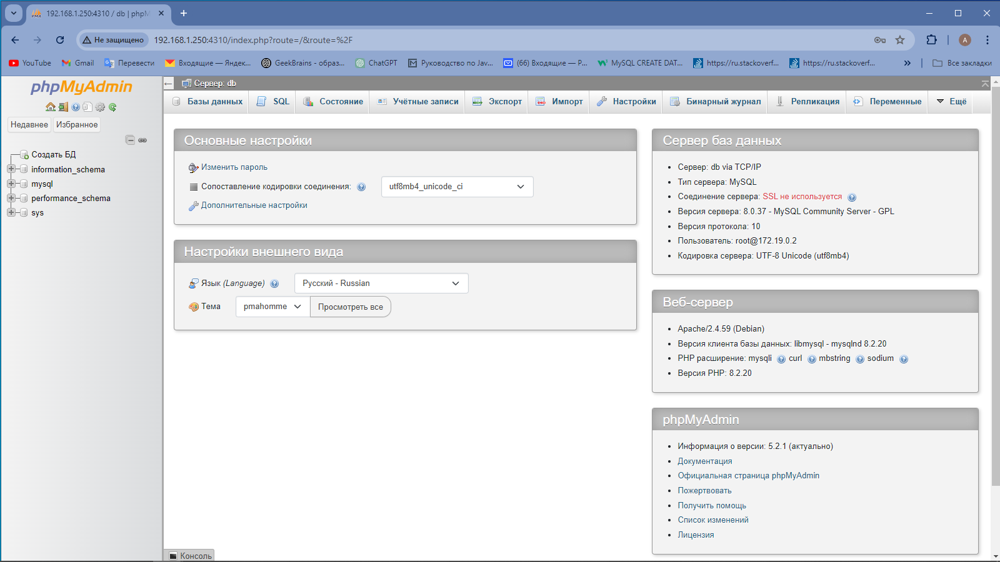 192.168.1.250:4310 / db | phpM
Не защищено
192.168.1.250:4310/index.php?route=/&route=%2F
A
YouTube
Gmail
Перевести
Входящие — Яндек...
GeekBrains - образ...
ChatGPT
Руководство по Jav...
(66) Входящие — Р...
MySQL CREATE DAT...
https://ru.stackoverf...
https://ru.stackoverf...
Все закладки
phpMyAdmin
Недавнее
Избранное
Создать БД
information_schema
mysql
performance_schema
sys
Сервер: db
Базы данных
SQL
Состояние
Учётные записи
Экспорт
Импорт
Настройки
Бинарный журнал
Репликация
Переменные
Ещё
Основные настройки
Изменить пароль
Сопоставление кодировки соединения:
utf8mb4_unicode_ci
Дополнительные настройки
Настройки внешнего вида
Язык (Language)
Русский - Russian
Тема
pmahomme
Просмотреть все
Сервер баз данных
Сервер: db via TCP/IP
Тип сервера: MySQL
Соединение сервера: SSL не используется
Версия сервера: 8.0.37 - MySQL Community Server - GPL
Версия протокола: 10
Пользователь: root@172.19.0.2
Кодировка сервера: UTF-8 Unicode (utf8mb4)
Веб-сервер
Apache/2.4.59 (Debian)
Версия клиента базы данных: libmysql - mysqlnd 8.2.20
PHP расширение: mysqli curl mbstring sodium
Версия PHP: 8.2.20
phpMyAdmin
Информация о версии: 5.2.1 (актуально)
Документация
Официальная страница phpMyAdmin
Пожертвовать
Получить помощь
Список изменений
Лицензия
Консоль